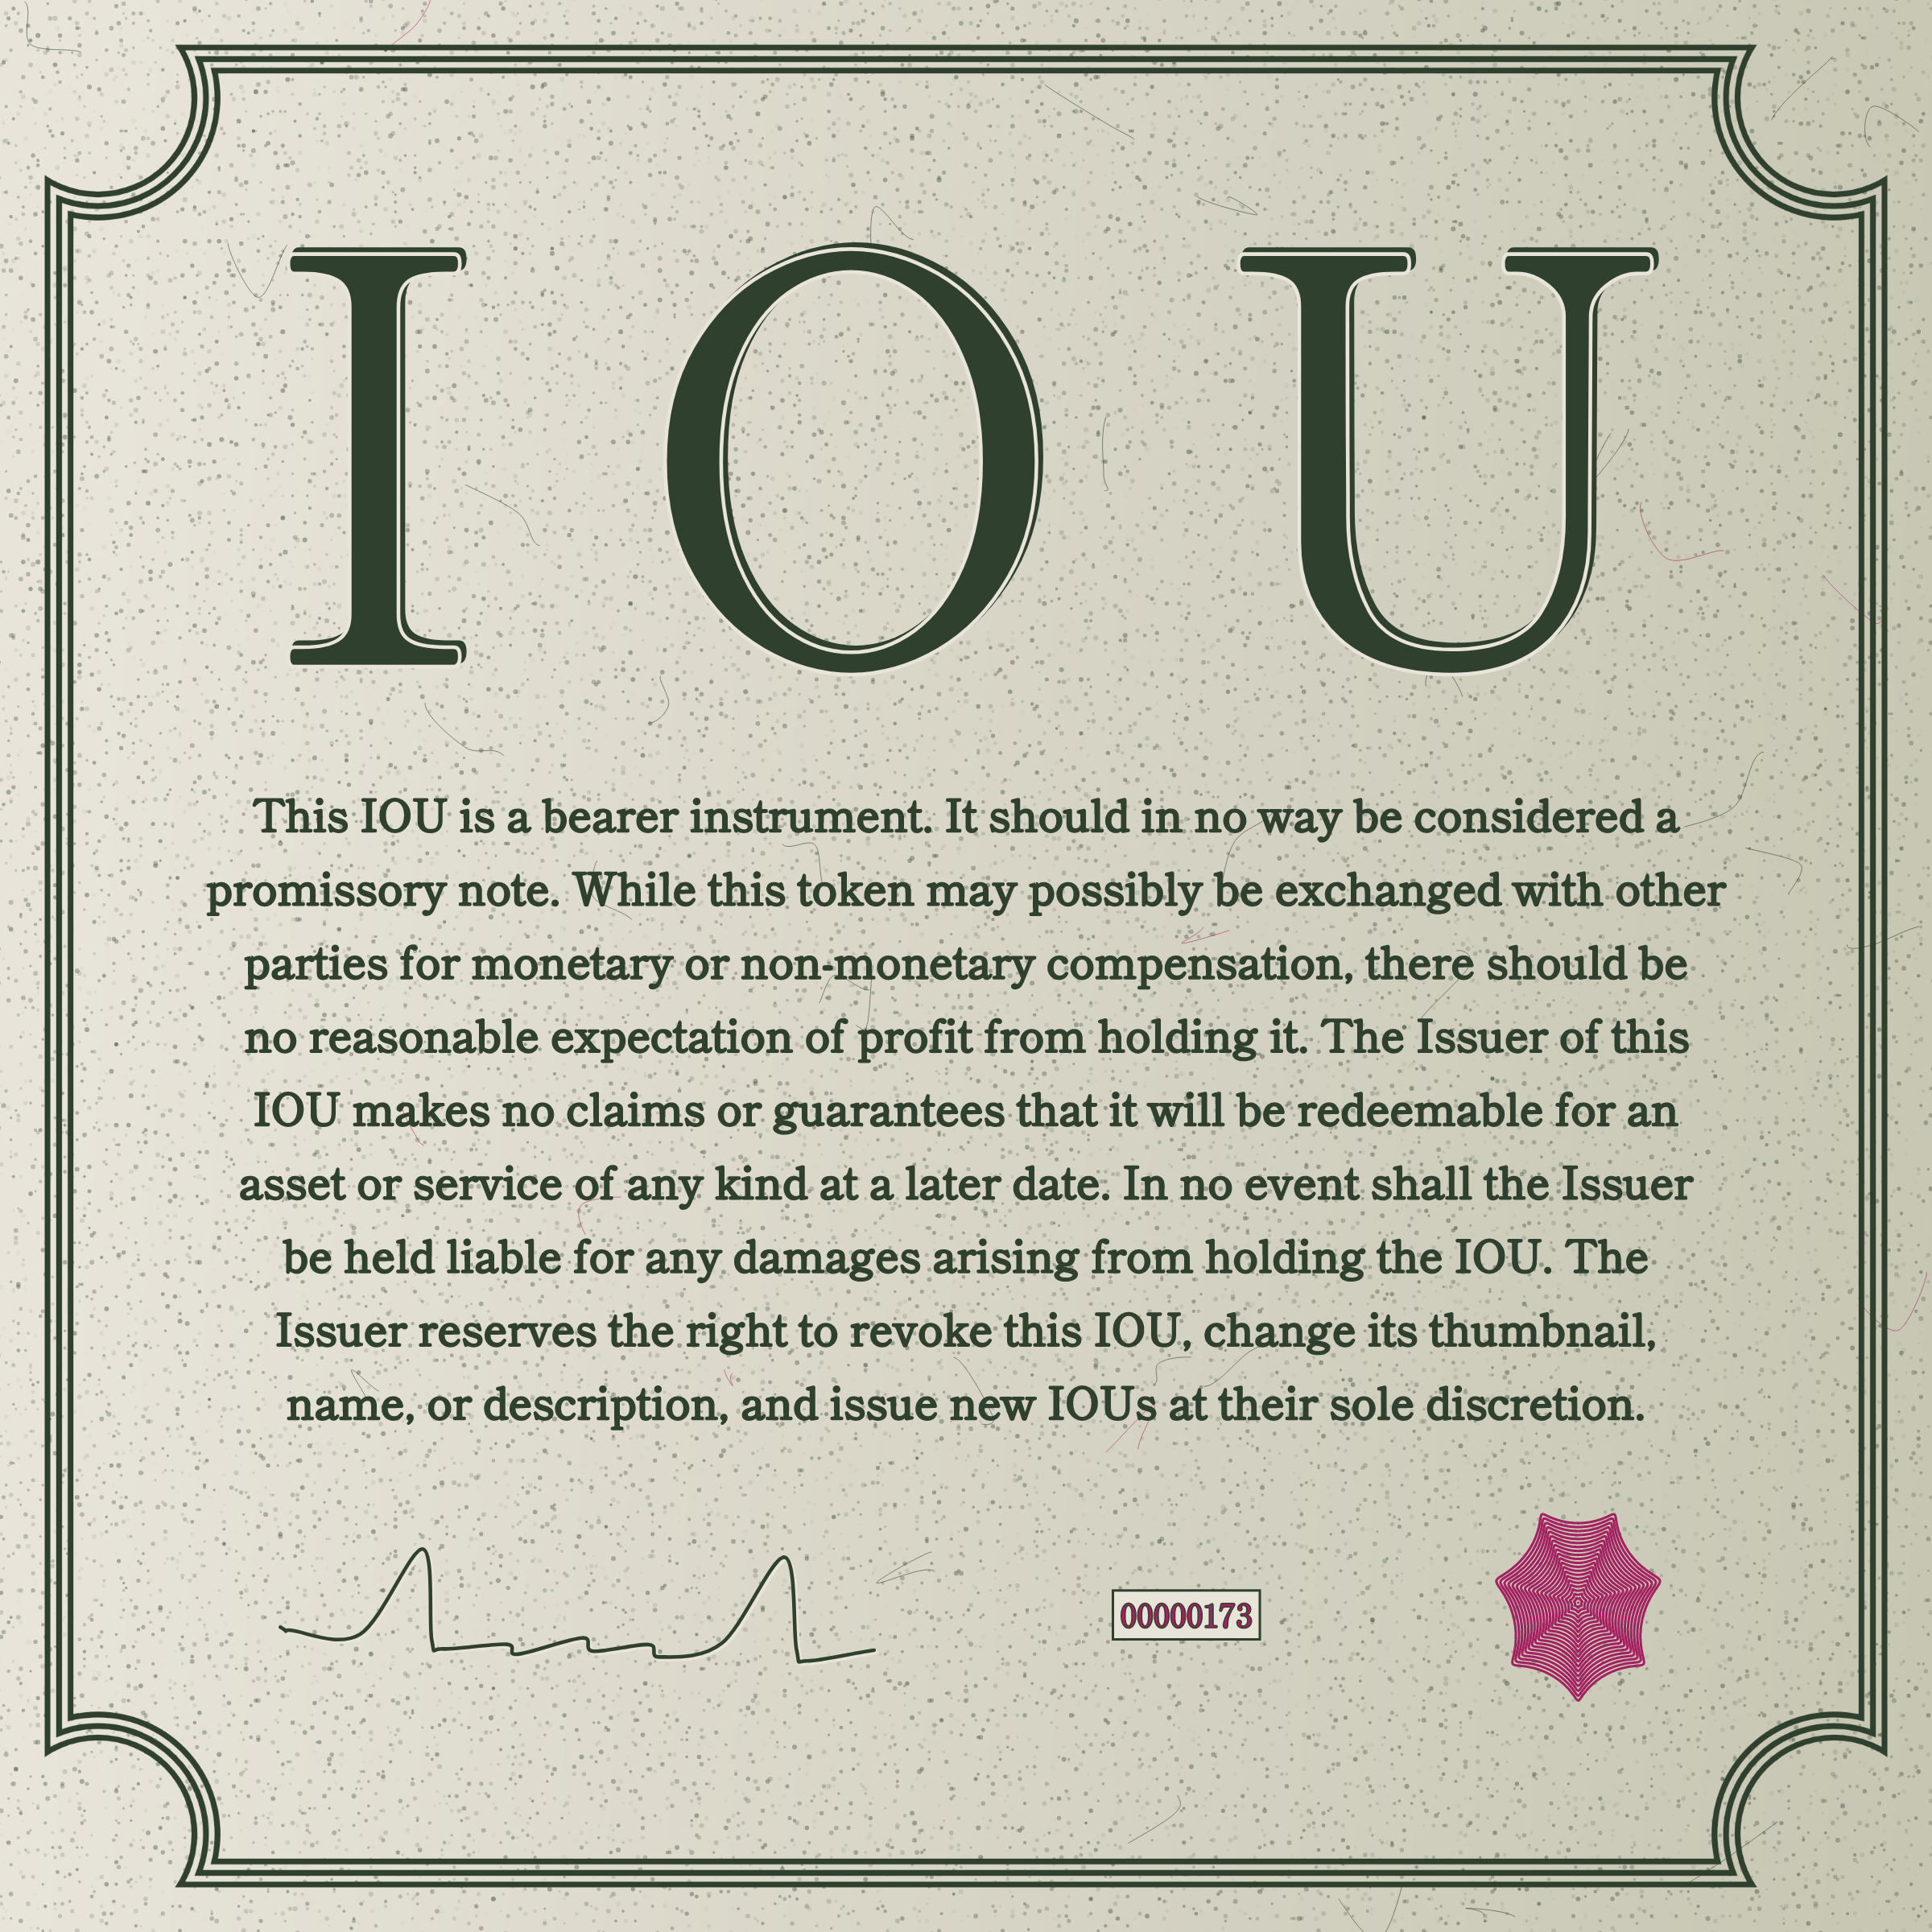 I O U
This IOU is a bearer instrument. It should in no way be considered a
promissory note. While this token may possibly be exchanged with other
parties for monetary or non-monetary compensation, there should be
no reasonable expectation of profit from holding it. The Issuer of this
IOU makes no claims or guarantees that it will be redeemable for an
asset or service of any kind at a later date. In no event shall the Issuer
be held liable for any damages arising from holding the IOU. The
Issuer reserves the right to revoke this IOU, change its thumbnail,
name, or description, and issue new IOUs at their sole discretion.
00000173